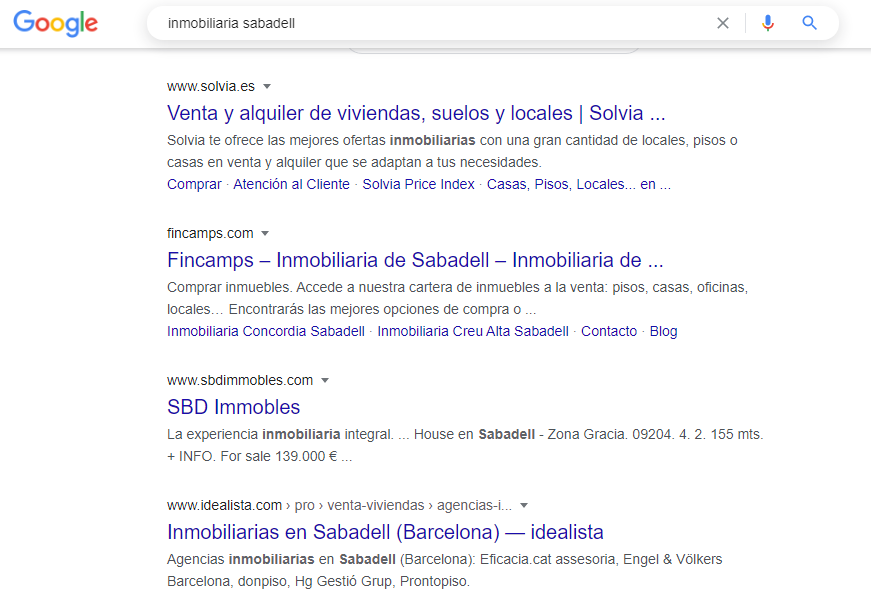 Google
inmobiliaria sabadell
www.solvia.es
Venta y alquiler de viviendas, suelos y locales | Solvia ...
Solvia te ofrece las mejores ofertas inmobiliarias con una gran cantidad de locales, pisos o
casas en venta y alquiler que se adaptan a tus necesidades.
Comprar · Atención al Cliente · Solvia Price Index · Casas, Pisos, Locales... en ...
fincamps.com
Fincamps – Inmobiliaria de Sabadell – Inmobiliaria de ...
Comprar inmuebles. Accede a nuestra cartera de inmuebles a la venta: pisos, casas, oficinas,
locales… Encontrarás las mejores opciones de compra o ...
Inmobiliaria Concordia Sabadell · Inmobiliaria Creu Alta Sabadell · Contacto · Blog
www.sbdimmobles.com
SBD Immobles
La experiencia inmobiliaria integral. ... House en Sabadell - Zona Gracia. 09204. 4. 2. 155 mts.
+ INFO. For sale 139.000 € ...
www.idealista.com › pro › venta-viviendas › agencias-i...
Inmobiliarias en Sabadell (Barcelona) — idealista
Agencias inmobiliarias en Sabadell (Barcelona): Eficacia.cat assesoria, Engel & Völkers
Barcelona, donpiso, Hg Gestió Grup, Prontopiso.